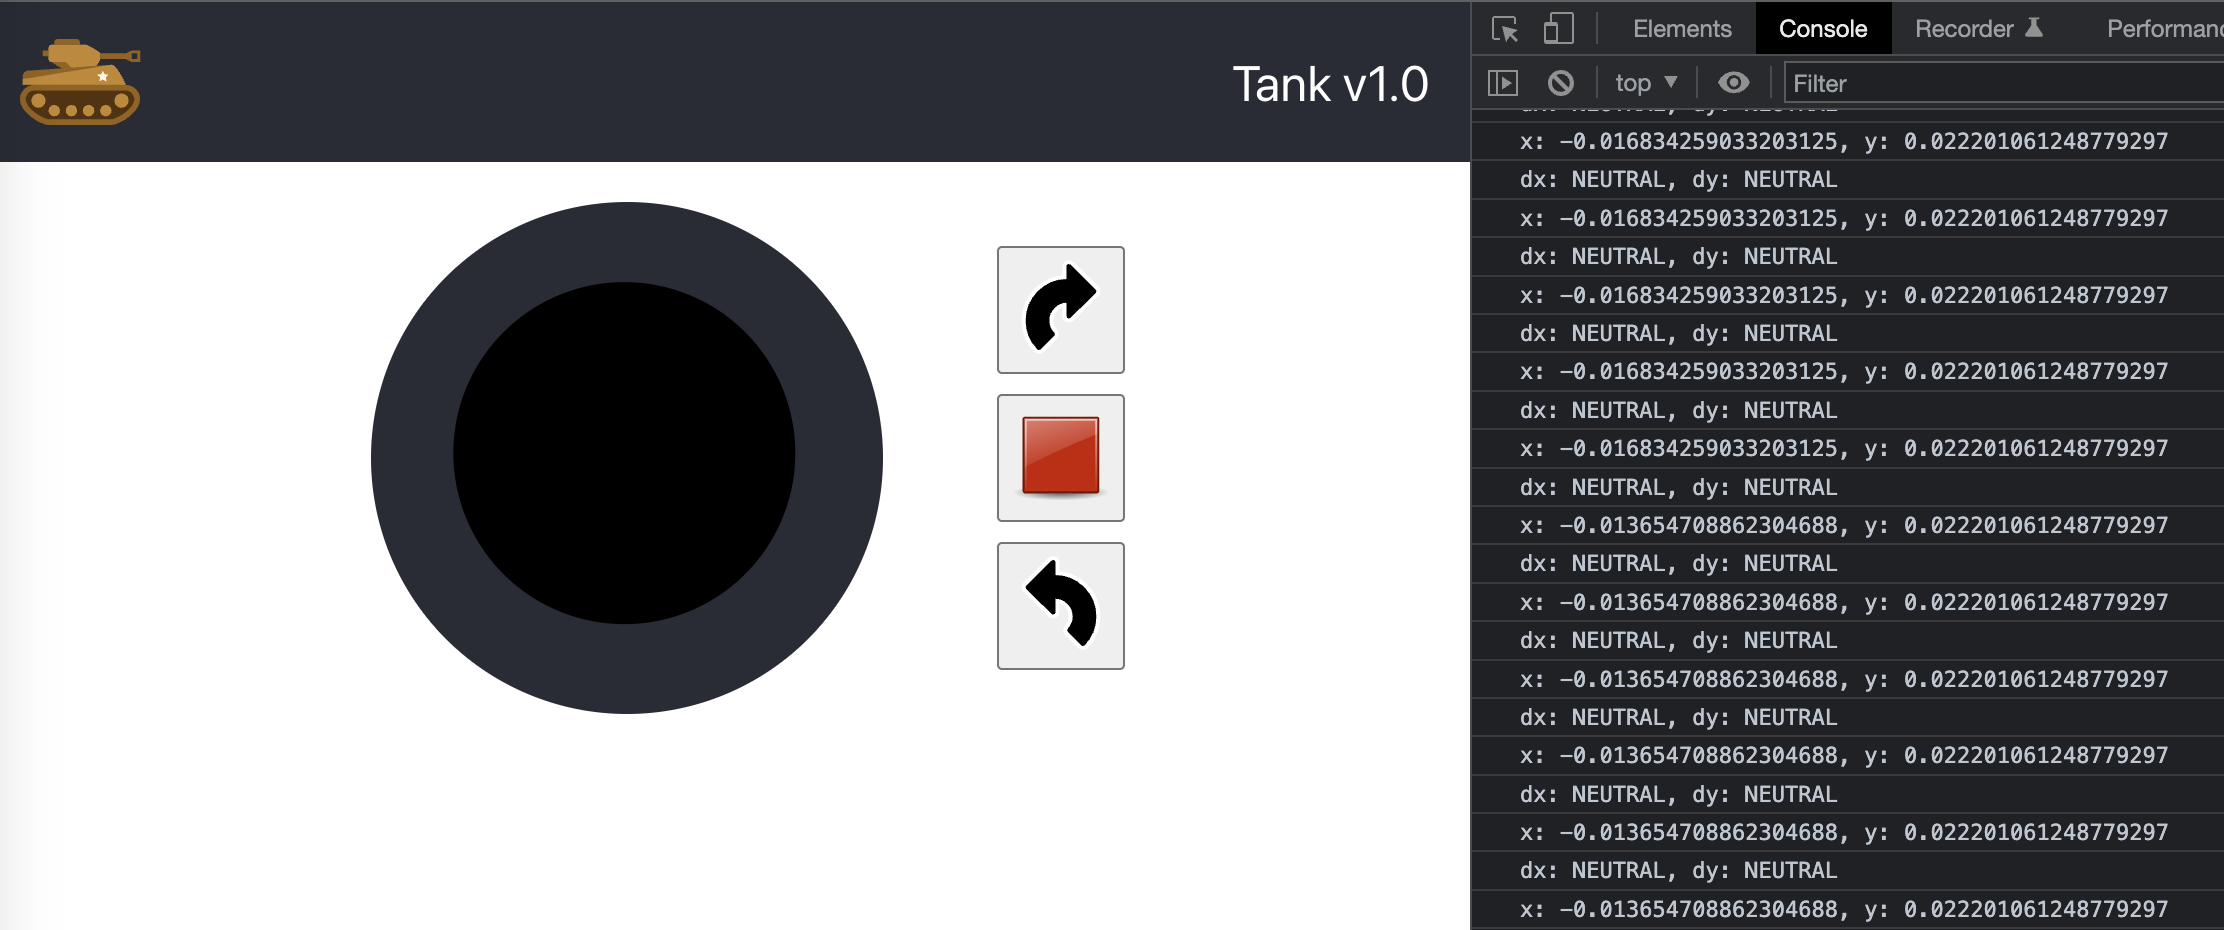 Tank v1.0
Elements Console Recorder Performanc
top Filter
dx: NEUTRAL, dy: NEUTRAL
x: -0.016834259033203125, y: 0.022201061248779297
dx: NEUTRAL, dy: NEUTRAL
x: -0.016834259033203125, y: 0.022201061248779297
dx: NEUTRAL, dy: NEUTRAL
x: -0.016834259033203125, y: 0.022201061248779297
dx: NEUTRAL, dy: NEUTRAL
x: -0.016834259033203125, y: 0.022201061248779297
dx: NEUTRAL, dy: NEUTRAL
x: -0.016834259033203125, y: 0.022201061248779297
dx: NEUTRAL, dy: NEUTRAL
x: -0.013654708862304688, y: 0.022201061248779297
dx: NEUTRAL, dy: NEUTRAL
x: -0.013654708862304688, y: 0.022201061248779297
dx: NEUTRAL, dy: NEUTRAL
x: -0.013654708862304688, y: 0.022201061248779297
dx: NEUTRAL, dy: NEUTRAL
x: -0.013654708862304688, y: 0.022201061248779297
dx: NEUTRAL, dy: NEUTRAL
x: -0.013654708862304688, y: 0.022201061248779297
dx: NEUTRAL, dy: NEUTRAL
x: -0.013654708862304688, y: 0.022201061248779297